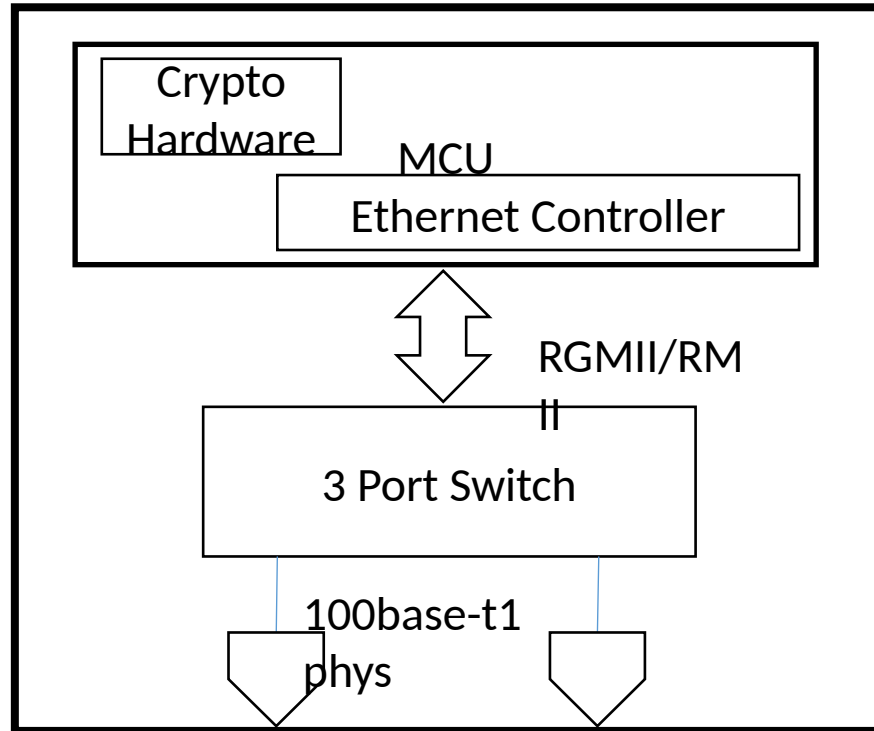 Crypto
Hardware
MCU
Ethernet Controller
RGMII/RM
II
3 Port Switch
100base-t1
phys